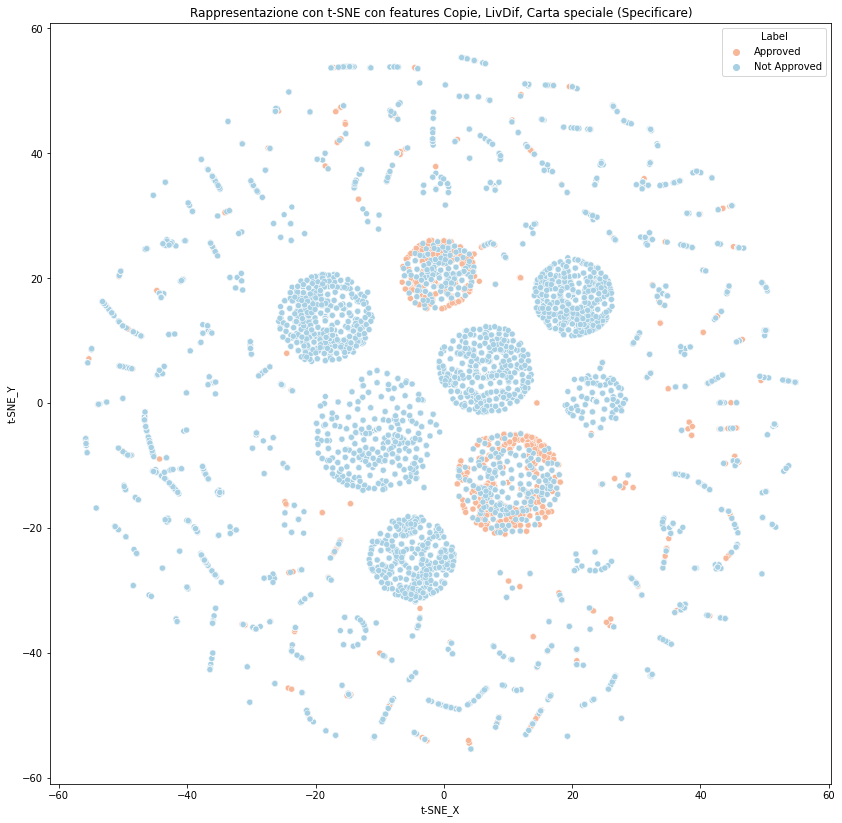 Rappresentazione con t-SNE con features Copie, LivDif, Carta speciale (Specificare)
Label
Approved
Not Approved
60
40
20
0
−20
−40
−60
t-SNE_Y
−60
−40
−20
0
20
40
60
t-SNE_X